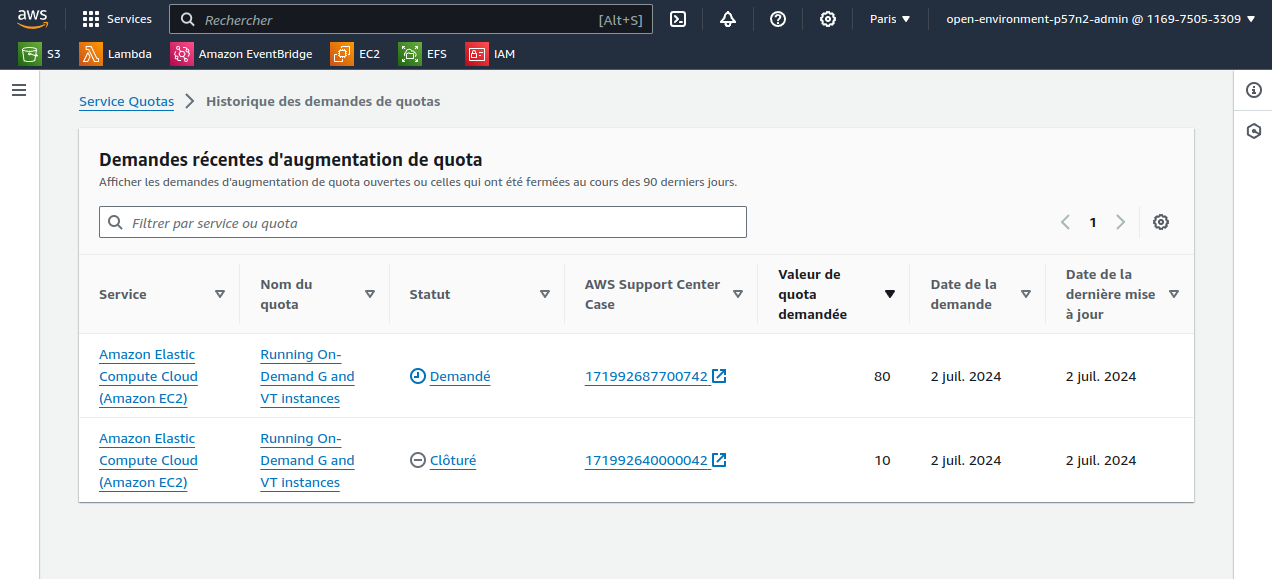 aws
Services
Rechercher
[Alt+S]
Paris ▼
open-environment-p57n2-admin @ 1169-7505-3309 ▼
S3
Lambda
Amazon EventBridge
EC2
EFS
IAM
Service Quotas
Historique des demandes de quotas
Demandes récentes d'augmentation de quota
Afficher les demandes d'augmentation de quota ouvertes ou celles qui ont été fermées au cours des 90 derniers jours.
Filtrer par service ou quota
1
Service
Nom du
quota
Statut
AWS Support Center
Case
Valeur de
quota
demandée
Date de la
demande
Date de la
dernière mise
à jour
Amazon Elastic
Compute Cloud
(Amazon EC2)
Running On-
Demand G and
VT instances
Demandé
171992687700742
80
2 juil. 2024
2 juil. 2024
Amazon Elastic
Compute Cloud
(Amazon EC2)
Running On-
Demand G and
VT instances
Clôturé
171992640000042
10
2 juil. 2024
2 juil. 2024